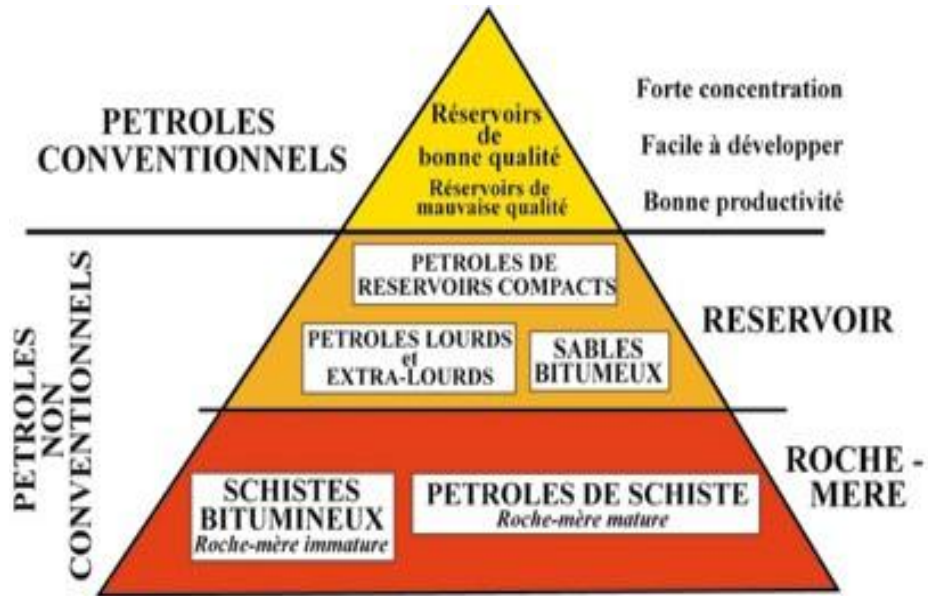 PETROLES
CONVENTIONNELS
Réservoirs
de
bonne qualité
Réservoirs de
mauvaise qualité
Forte concentration
Facile à développer
Bonne productivité
PETROLES
NON
CONVENTIONNELS
PETROLES DE
RESERVOIRS COMPACTS
PETROLES LOURDS
et
EXTRA-LOURDS
SABLES
BITUMEUX
RESERVOIR
SCHISTES
BITUMINEUX
Roche-mère immature
PETROLES DE SCHISTE
Roche-mère mature
ROCHE -
MERE